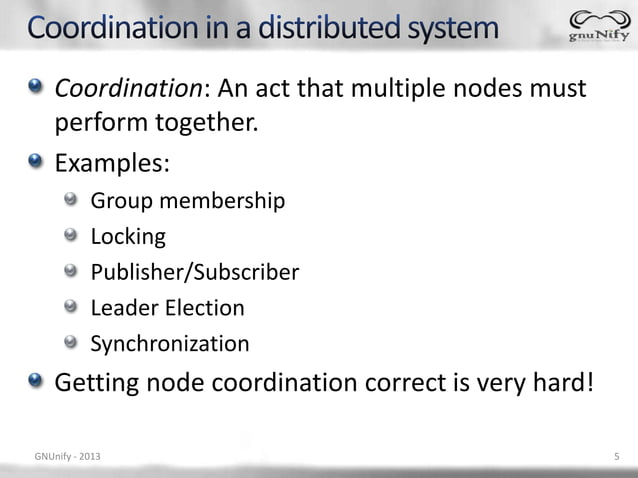 Coordination in a distributed system
gnuNify
Coordination: An act that multiple nodes must
perform together.
Examples:
Group membership
Locking
Publisher/Subscriber
Leader Election
Synchronization
Getting node coordination correct is very hard!
GNUnify - 2013
5